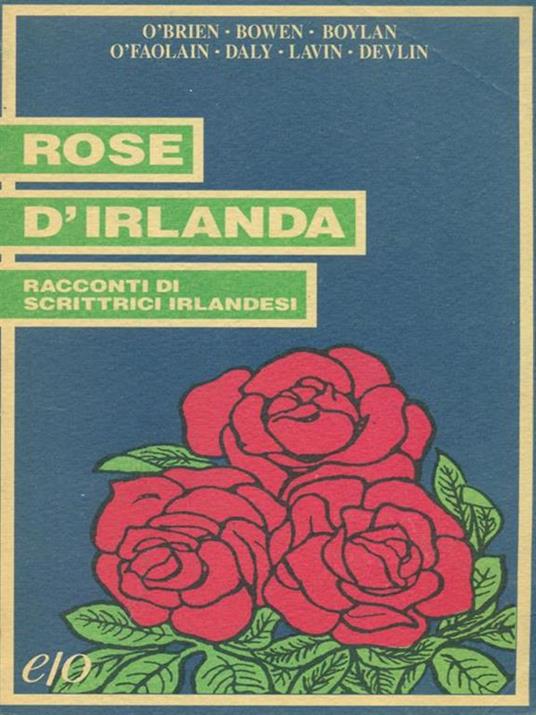 O'BRIEN · BOWEN · BOYLAN
O'FAOLAIN · DALY · LAVIN · DEVLIN
ROSE
D'IRLANDA
RACCONTI DI
SCRITTRICI IRLANDESI
e/o